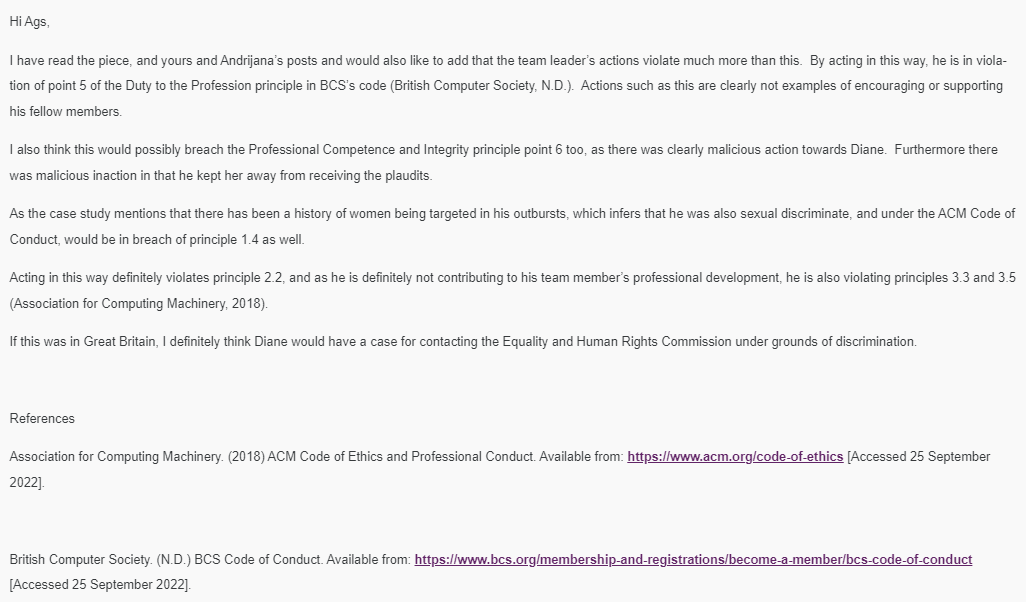 Hi Ags,
I have read the piece, and yours and Andrijana's posts and would also like to add that the team leader's actions violate much more than this.  By acting in this way, he is in viola-
tion of point 5 of the Duty to the Profession principle in BCS's code (British Computer Society, N.D.).  Actions such as this are clearly not examples of encouraging or supporting
his fellow members.
I also think this would possibly breach the Professional Competence and Integrity principle point 6 too, as there was clearly malicious action towards Diane.  Furthermore there
was malicious inaction in that he kept her away from receiving the plaudits.
As the case study mentions that there has been a history of women being targeted in his outbursts, which infers that he was also sexual discriminate, and under the ACM Code of
Conduct, would be in breach of principle 1.4 as well.
Acting in this way definitely violates principle 2.2, and as he is definitely not contributing to his team member's professional development, he is also violating principles 3.3 and 3.5
(Association for Computing Machinery, 2018).
If this was in Great Britain, I definitely think Diane would have a case for contacting the Equality and Human Rights Commission under grounds of discrimination.
References
Association for Computing Machinery. (2018) ACM Code of Ethics and Professional Conduct. Available from: https://www.acm.org/code-of-ethics [Accessed 25 September
2022].
British Computer Society. (N.D.) BCS Code of Conduct. Available from: https://www.bcs.org/membership-and-registrations/become-a-member/bcs-code-of-conduct
[Accessed 25 September 2022].